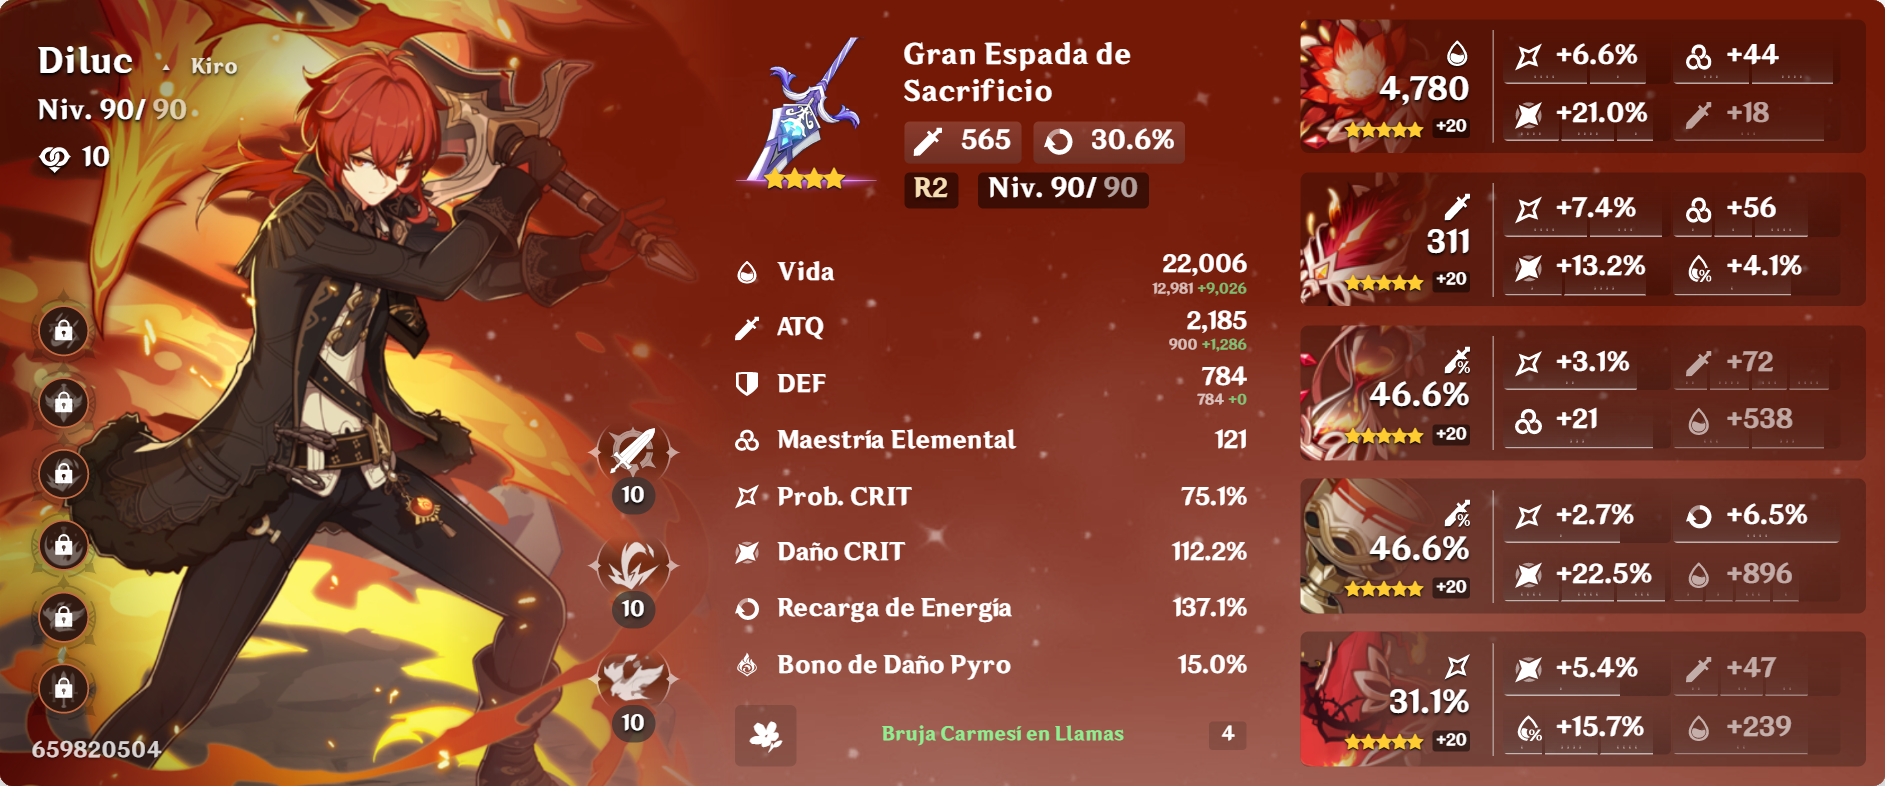 Diluc Kiro
Niv. 90/ 90
10
10
10
10
659820504
Gran Espada de
Sacrificio
565 30.6%
R2 Niv. 90/ 90
Vida 22,006
12,981 +9,026
ATQ 2,185
900 +1,286
DEF 784
784 +0
Maestría Elemental 121
Prob. CRIT 75.1%
Daño CRIT 112.2%
Recarga de Energía 137.1%
Bono de Daño Pyro 15.0%
Bruja Carmesí en Llamas 4
4,780
+20
+6.6% +44
+21.0% +18
311
+20
+7.4% +56
+13.2% +4.1%
46.6%
+20
+3.1% +72
+21 +538
46.6%
+20
+2.7% +6.5%
+22.5% +896
31.1%
+20
+5.4% +47
+15.7% +239